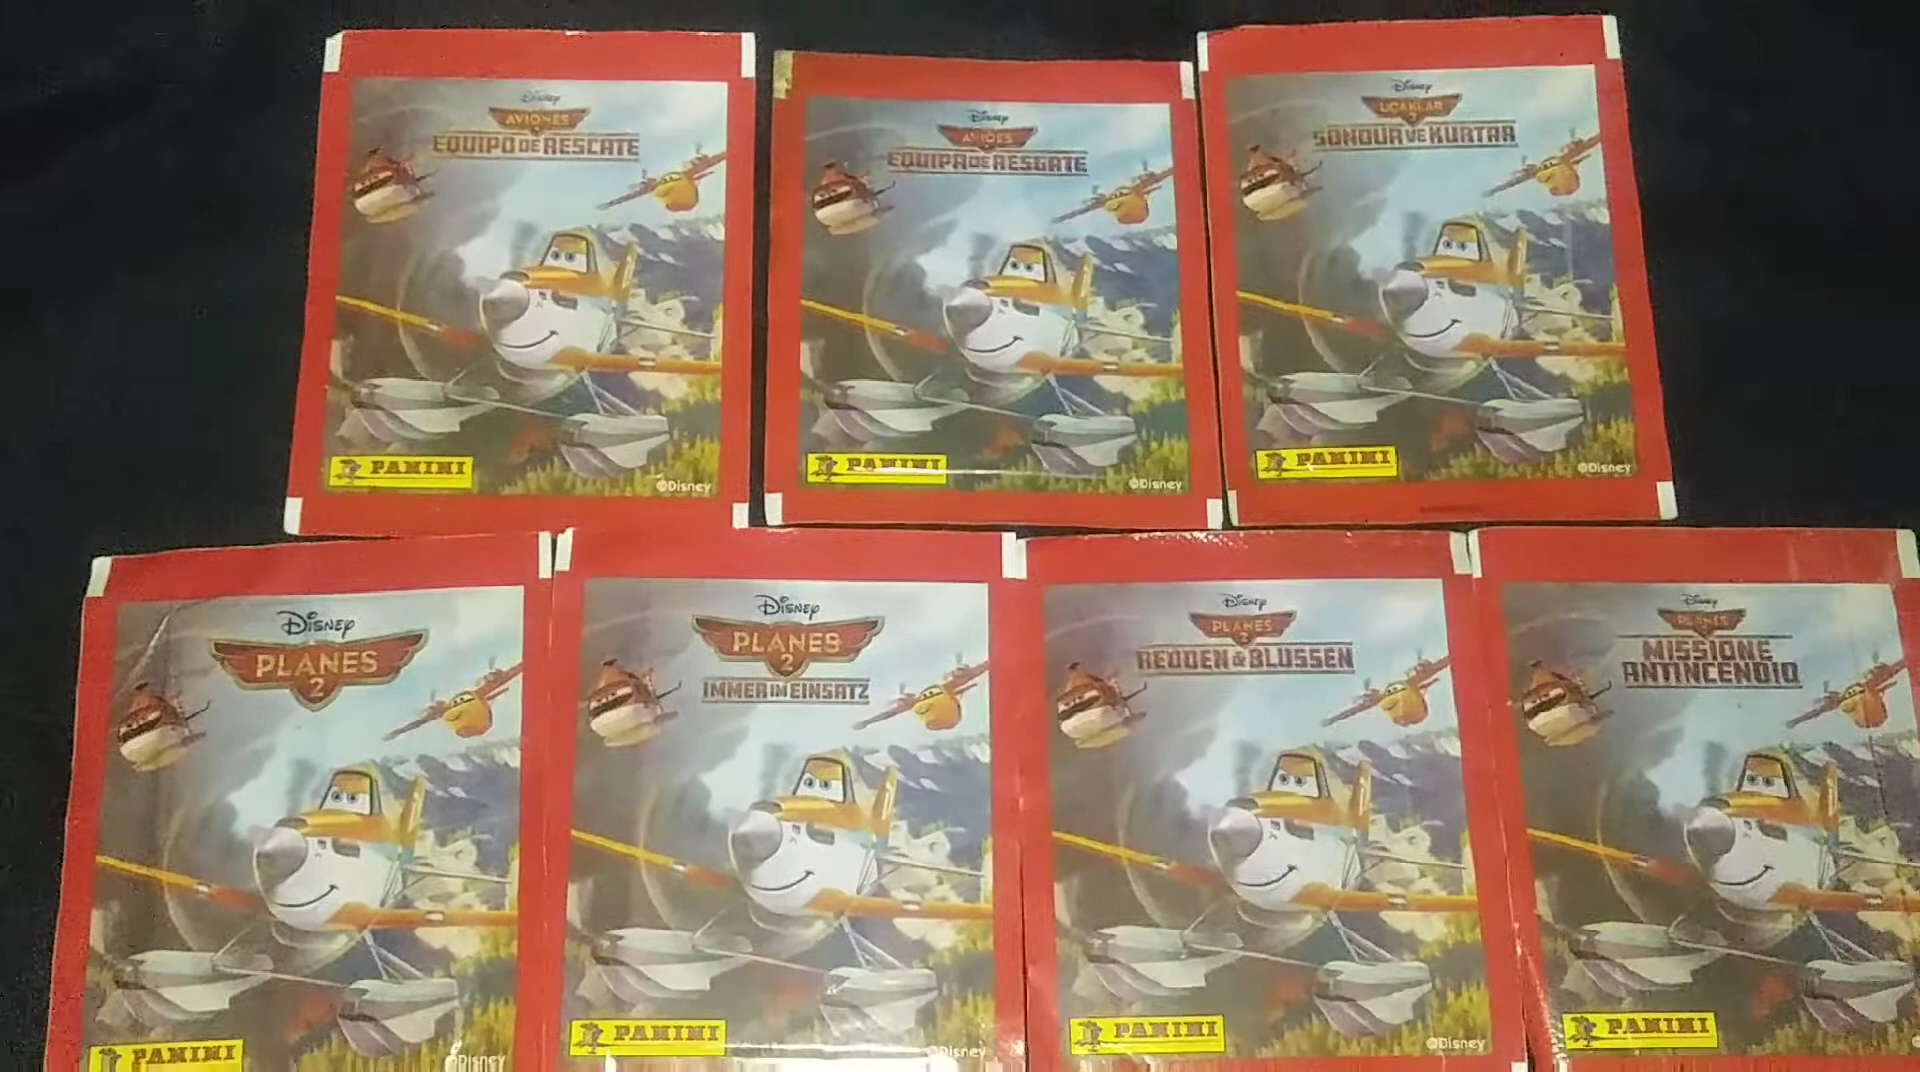 Disney
AVIONES
EQUIPO DE RESCATE
PANINI
©Disney
Disney
AVIÕES
EQUIPA DE RESGATE
PANINI
©Disney
Disney
UÇAKLAR
2
SÖNDÜR VE KURTAR
PANINI
©Disney
Disney
PLANES
2
PANINI
©Disney
Disney
PLANES
2
IMMER IM EINSATZ
PANINI
©Disney
Disney
PLANES
2
REDDEN & BLUSSEN
PANINI
©Disney
Disney
PLANES
MISSIONE
ANTINCENDIO
PANINI